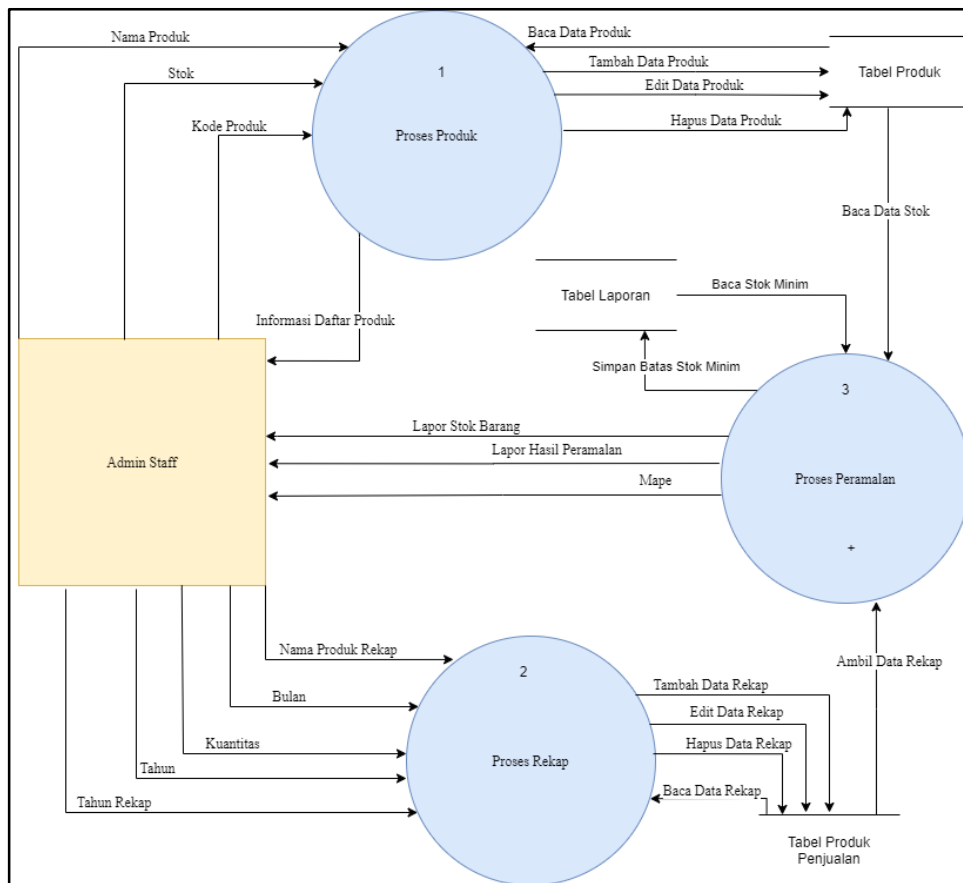 Nama Produk
Baca Data Produk
Stok
1
Tambah Data Produk
Tabel Produk
Edit Data Produk
Kode Produk
Proses Produk
Hapus Data Produk
Baca Data Stok
Informasi Daftar Produk
Tabel Laporan
Baca Stok Minim
Simpan Batas Stok Minim
3
Lapor Stok Barang
Lapor Hasil Peramalan
Admin Staff
Mape
Proses Peramalan
+
Nama Produk Rekap
2
Ambil Data Rekap
Bulan
Tambah Data Rekap
Edit Data Rekap
Kuantitas
Hapus Data Rekap
Proses Rekap
Tahun
Baca Data Rekap
Tahun Rekap
Tabel Produk
Penjualan